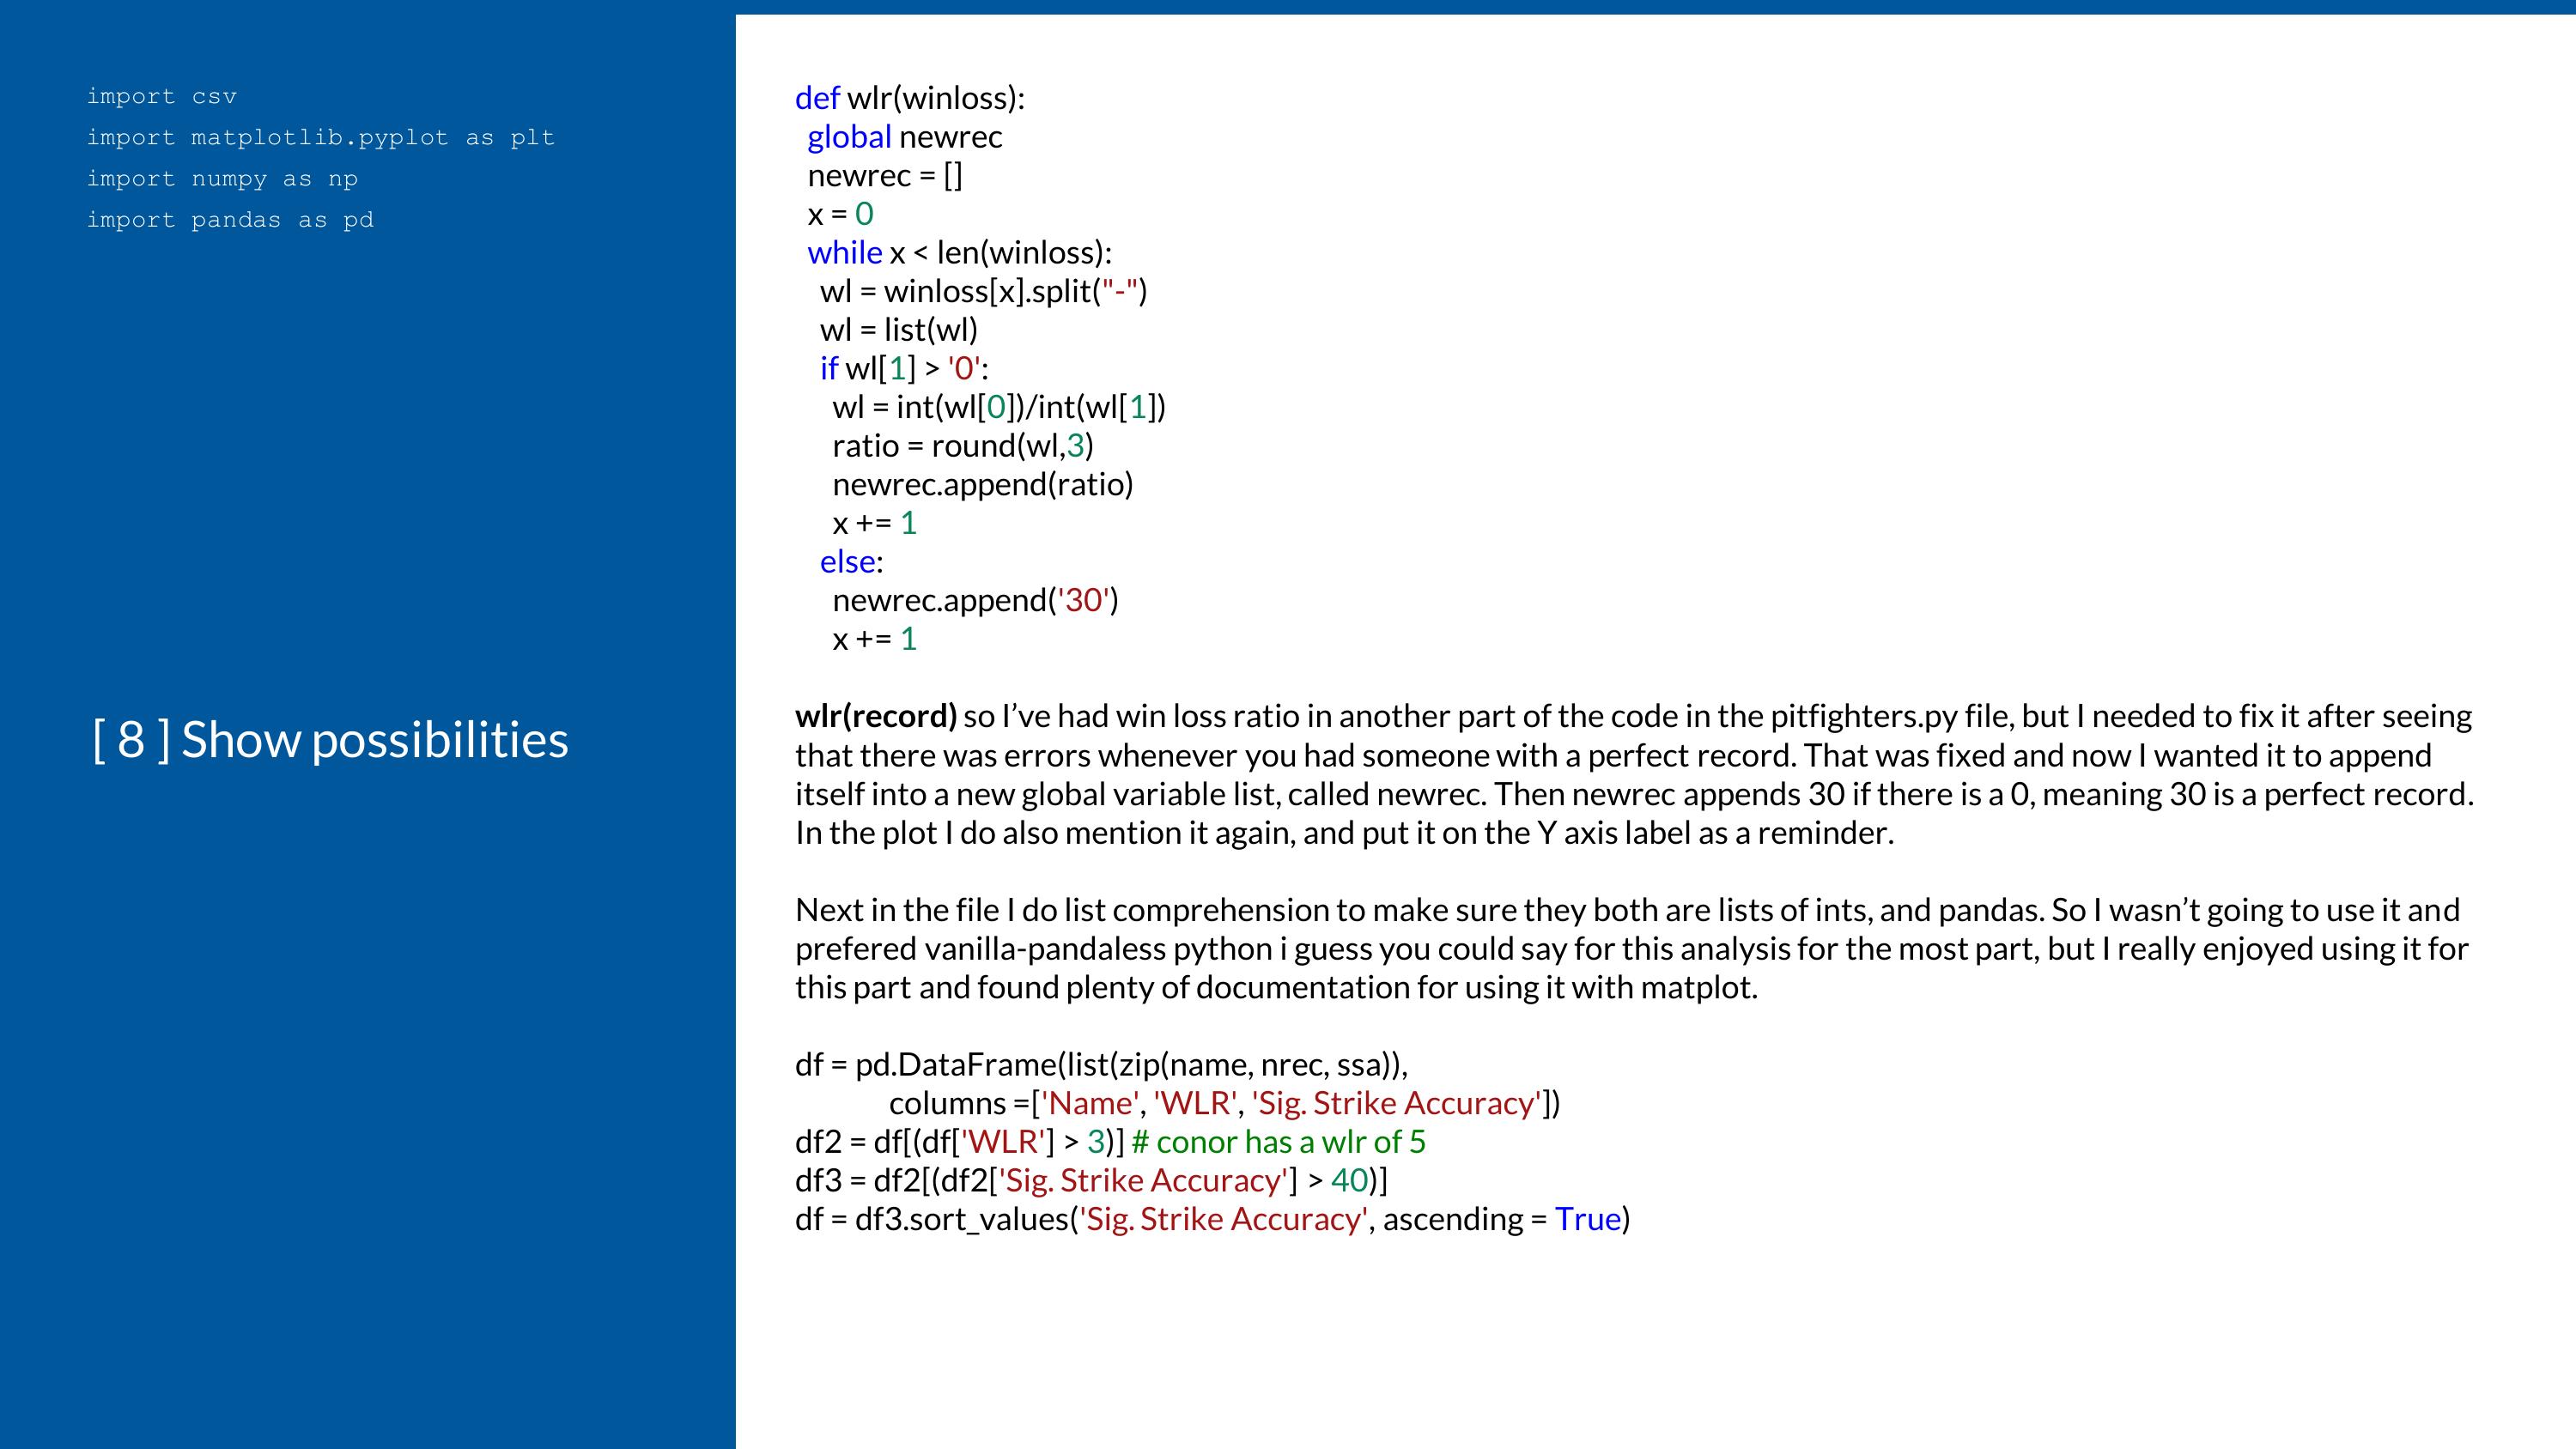 import csv
import matplotlib.pyplot as plt
import numpy as np
import pandas as pd
[ 8 ] Show possibilities
def wlr(winloss):
  global newrec
  newrec = []
  x = 0
  while x < len(winloss):
    wl = winloss[x].split("-")
    wl = list(wl)
    if wl[1] > '0':
      wl = int(wl[0])/int(wl[1])
      ratio = round(wl,3)
      newrec.append(ratio)
      x += 1
    else:
      newrec.append('30')
      x += 1
wlr(record) so I’ve had win loss ratio in another part of the code in the pitfighters.py file, but I needed to fix it after seeing
that there was errors whenever you had someone with a perfect record. That was fixed and now I wanted it to append
itself into a new global variable list, called newrec. Then newrec appends 30 if there is a 0, meaning 30 is a perfect record.
In the plot I do also mention it again, and put it on the Y axis label as a reminder.
Next in the file I do list comprehension to make sure they both are lists of ints, and pandas. So I wasn’t going to use it and
prefered vanilla-pandaless python i guess you could say for this analysis for the most part, but I really enjoyed using it for
this part and found plenty of documentation for using it with matplot.
df = pd.DataFrame(list(zip(name, nrec, ssa)),
               columns =['Name', 'WLR', 'Sig. Strike Accuracy'])
df2 = df[(df['WLR'] > 3)] # conor has a wlr of 5
df3 = df2[(df2['Sig. Strike Accuracy'] > 40)]
df = df3.sort_values('Sig. Strike Accuracy', ascending = True)